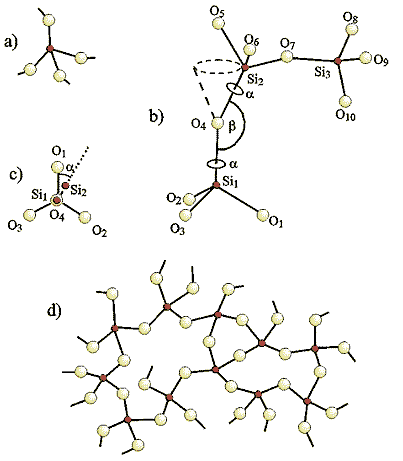 a)
b)
O5
O6
O7
O8
O9
Si2
Si3
α
O10
O4
β
α
Si1
O2
O3
O1
c)
O1
α
Si1
Si2
O4
O3
O2
d)